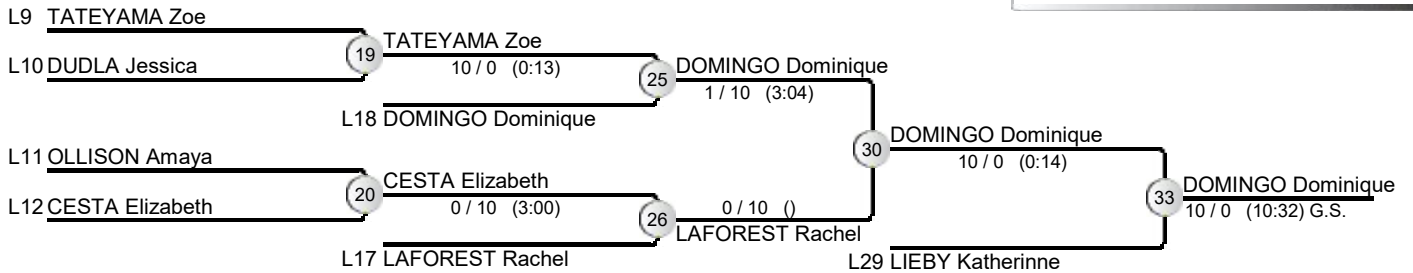 L9 TATEYAMA Zoe
19
TATEYAMA Zoe
10 / 0 (0:13)
L10 DUDLA Jessica
25
DOMINGO Dominique
1 / 10 (3:04)
L18 DOMINGO Dominique
30
DOMINGO Dominique
10 / 0 (0:14)
L11 OLLISON Amaya
20
CESTA Elizabeth
0 / 10 (3:00)
L12 CESTA Elizabeth
26
0 / 10 ()
LAFOREST Rachel
L17 LAFOREST Rachel
33
DOMINGO Dominique
10 / 0 (10:32) G.S.
L29 LIEBY Katherinne